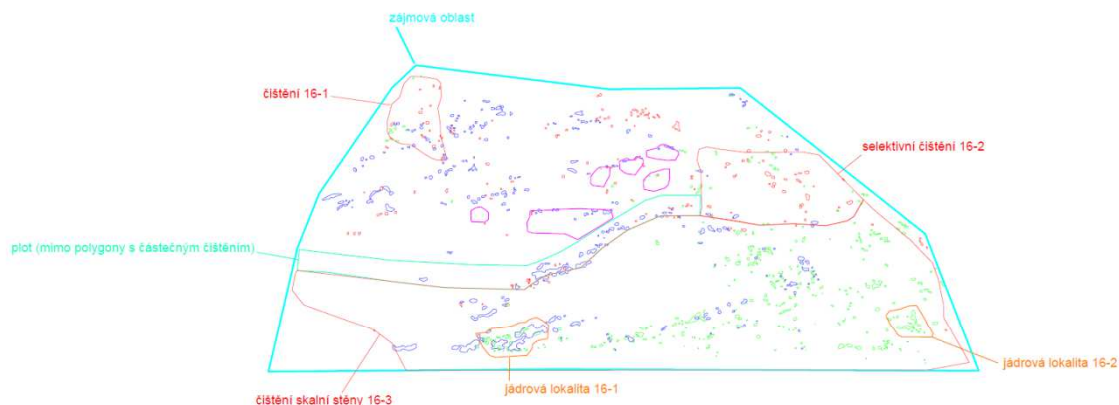 zájmová oblast
čištění 16-1
selektivní čištění 16-2
plot (mimo polygony s částečným čištěním)
jádrová lokalita 16-2
jádrová lokalita 16-1
čištění skalní stěny 16-3